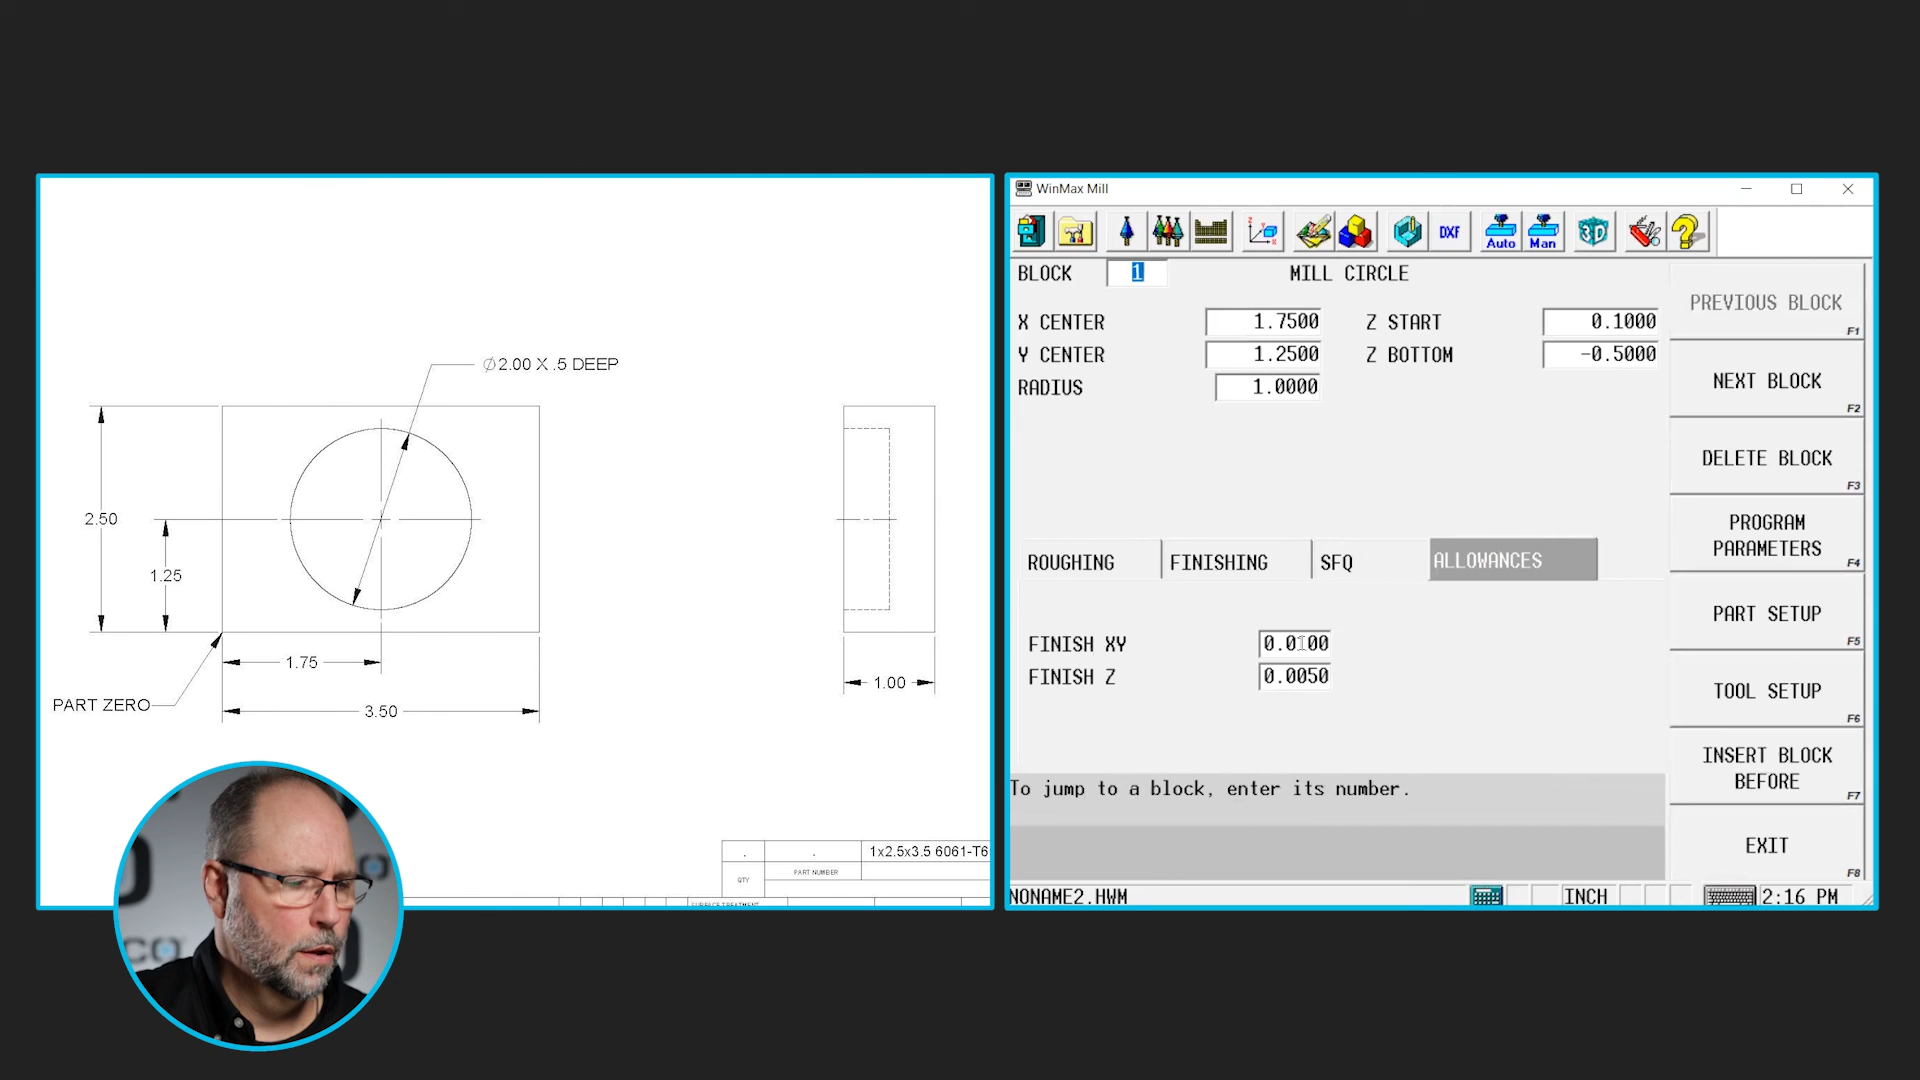 ∅2.00 X .5 DEEP
2.50
1.25
1.75
PART ZERO
3.50
1.00
. . 1x2.5x3.5 6061-T6
QTY PART NUMBER
SURFACE TREATMENT
WinMax Mill
DXF Auto Man 3D
BLOCK 1 MILL CIRCLE
X CENTER 1.7500 Z START 0.1000
Y CENTER 1.2500 Z BOTTOM -0.5000
RADIUS 1.0000
ROUGHING FINISHING SFQ ALLOWANCES
FINISH XY 0.0100
FINISH Z 0.0050
To jump to a block, enter its number.
PREVIOUS BLOCK
F1
NEXT BLOCK
F2
DELETE BLOCK
F3
PROGRAM
PARAMETERS
F4
PART SETUP
F5
TOOL SETUP
F6
INSERT BLOCK
BEFORE
F7
EXIT
F8
NONAME2.HWM INCH 2:16 PM